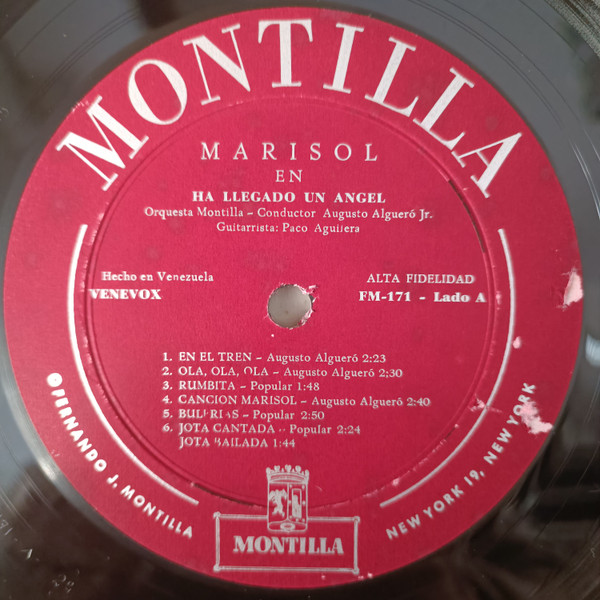 MONTILLA
MARISOL
EN
HA LLEGADO UN ANGEL
Orquesta Montilla – Conductor Augusto Algueró Jr.
Guitarrista: Paco Aguilera
Hecho en Venezuela
VENEVOX
ALTA FIDELIDAD
FM-171 - Lado A
1. EN EL TREN – Augusto Algueró 2:23
2. OLA, OLA, OLA – Augusto Algueró 2:30
3. RUMBITA – Popular 1:48
4. CANCION MARISOL – Augusto Algueró 2:40
5. BULERIAS – Popular 2:50
6. JOTA CANTADA – Popular 2:24
JOTA BAILADA 1:44
©FERNANDO J. MONTILLA
NEW YORK 19, NEW YORK
MONTILLA